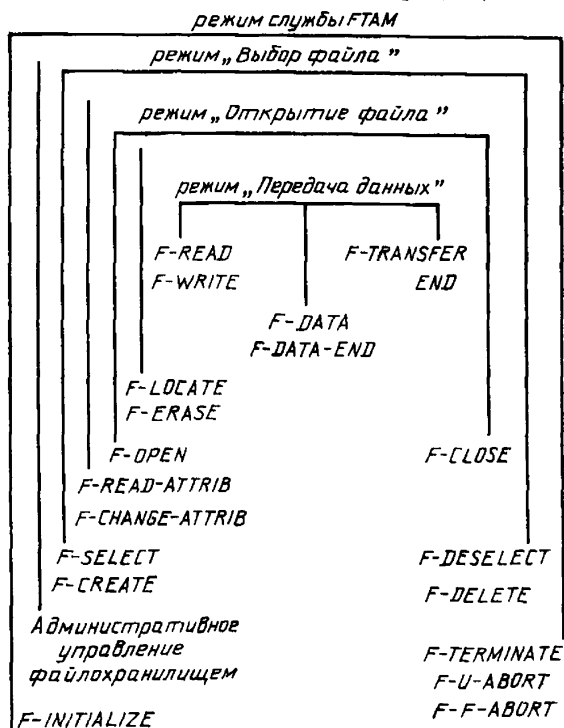 режим службы FTAM
режим „Выбор файла”
режим „Открытие файла”
режим „Передача данных”
F-READ
F-TRANSFER
F-WRITE
END
F-DATA
F-DATA-END
F-LOCATE
F-ERASE
F-OPEN
F-CLOSE
F-READ-ATTRIB
F-CHANGE-ATTRIB
F-SELECT
F-DESELECT
F-CREATE
F-DELETE
Административное
управление
файлохранилищем
F-TERMINATE
F-U-ABORT
F-F-ABORT
F-INITIALIZE